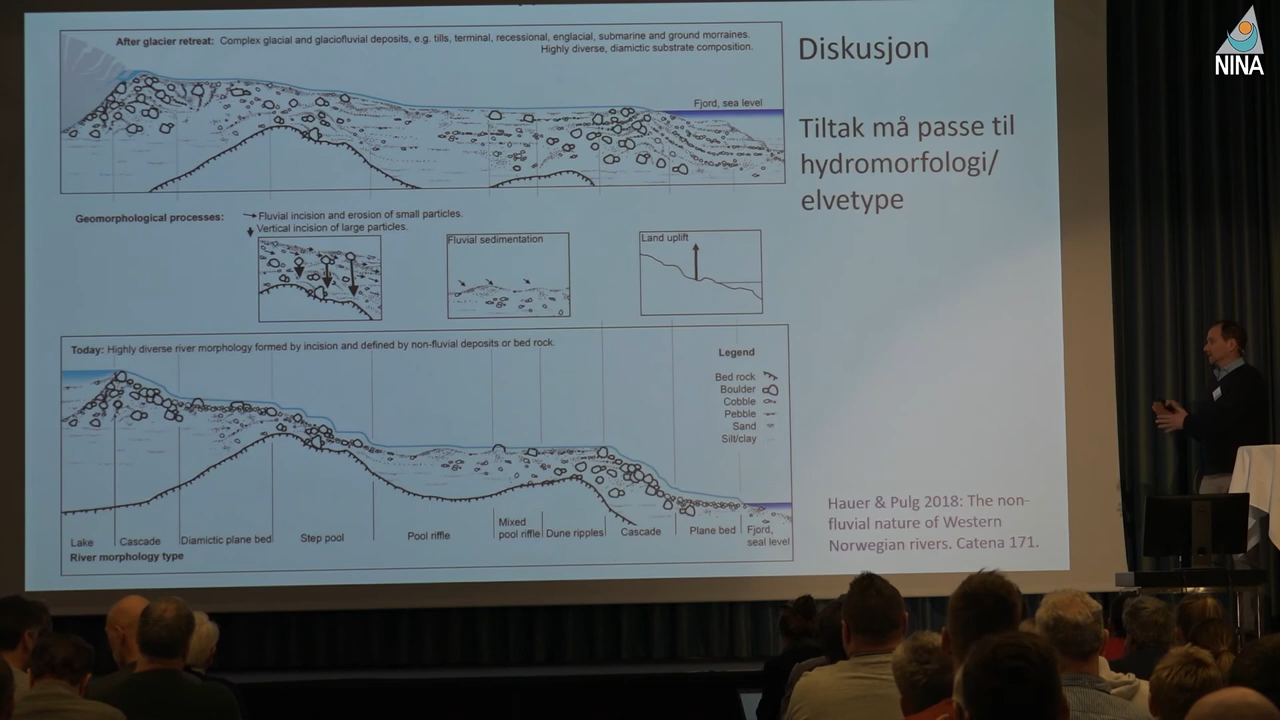 After glacier retreat: Complex glacial and glaciofluvial deposits, e.g. tills, terminal, recessional, englacial, submarine and ground morraines.
Highly diverse, diamictic substrate composition.
Fjord, sea level
Geomorphological processes:
Fluvial incision and erosion of small particles.
Vertical incision of large particles.
Fluvial sedimentation
Land uplift
Today: Highly diverse river morphology formed by incision and defined by non-fluvial deposits or bed rock.
Legend
Bed rock
Boulder
Cobble
Pebble
Sand
Silt/clay
Lake
Cascade
Diamictic plane bed
Step pool
Pool riffle
Mixed
pool riffle
Dune ripples
Cascade
Plane bed
Fjord,
sea level
River morphology type
Diskusjon
Tiltak må passe til
hydromorfologi/
elvetype
Hauer & Pulg 2018: The non-
fluvial nature of Western
Norwegian rivers. Catena 171.
NINA